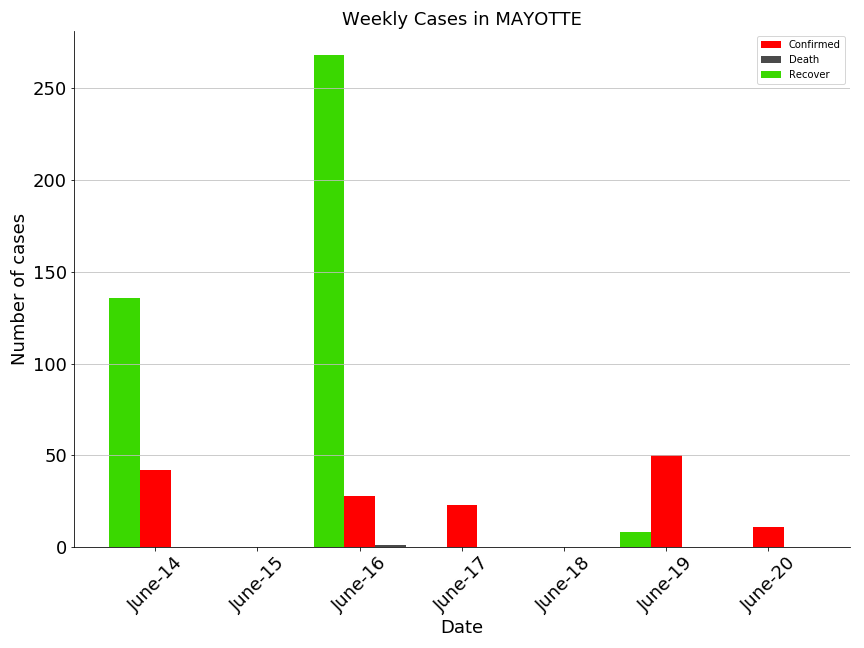 Weekly Cases in MAYOTTE
Confirmed
Death
Recover
Number of cases
250
200
150
100
50
0
June-14
June-15
June-16
June-17
June-18
June-19
June-20
Date